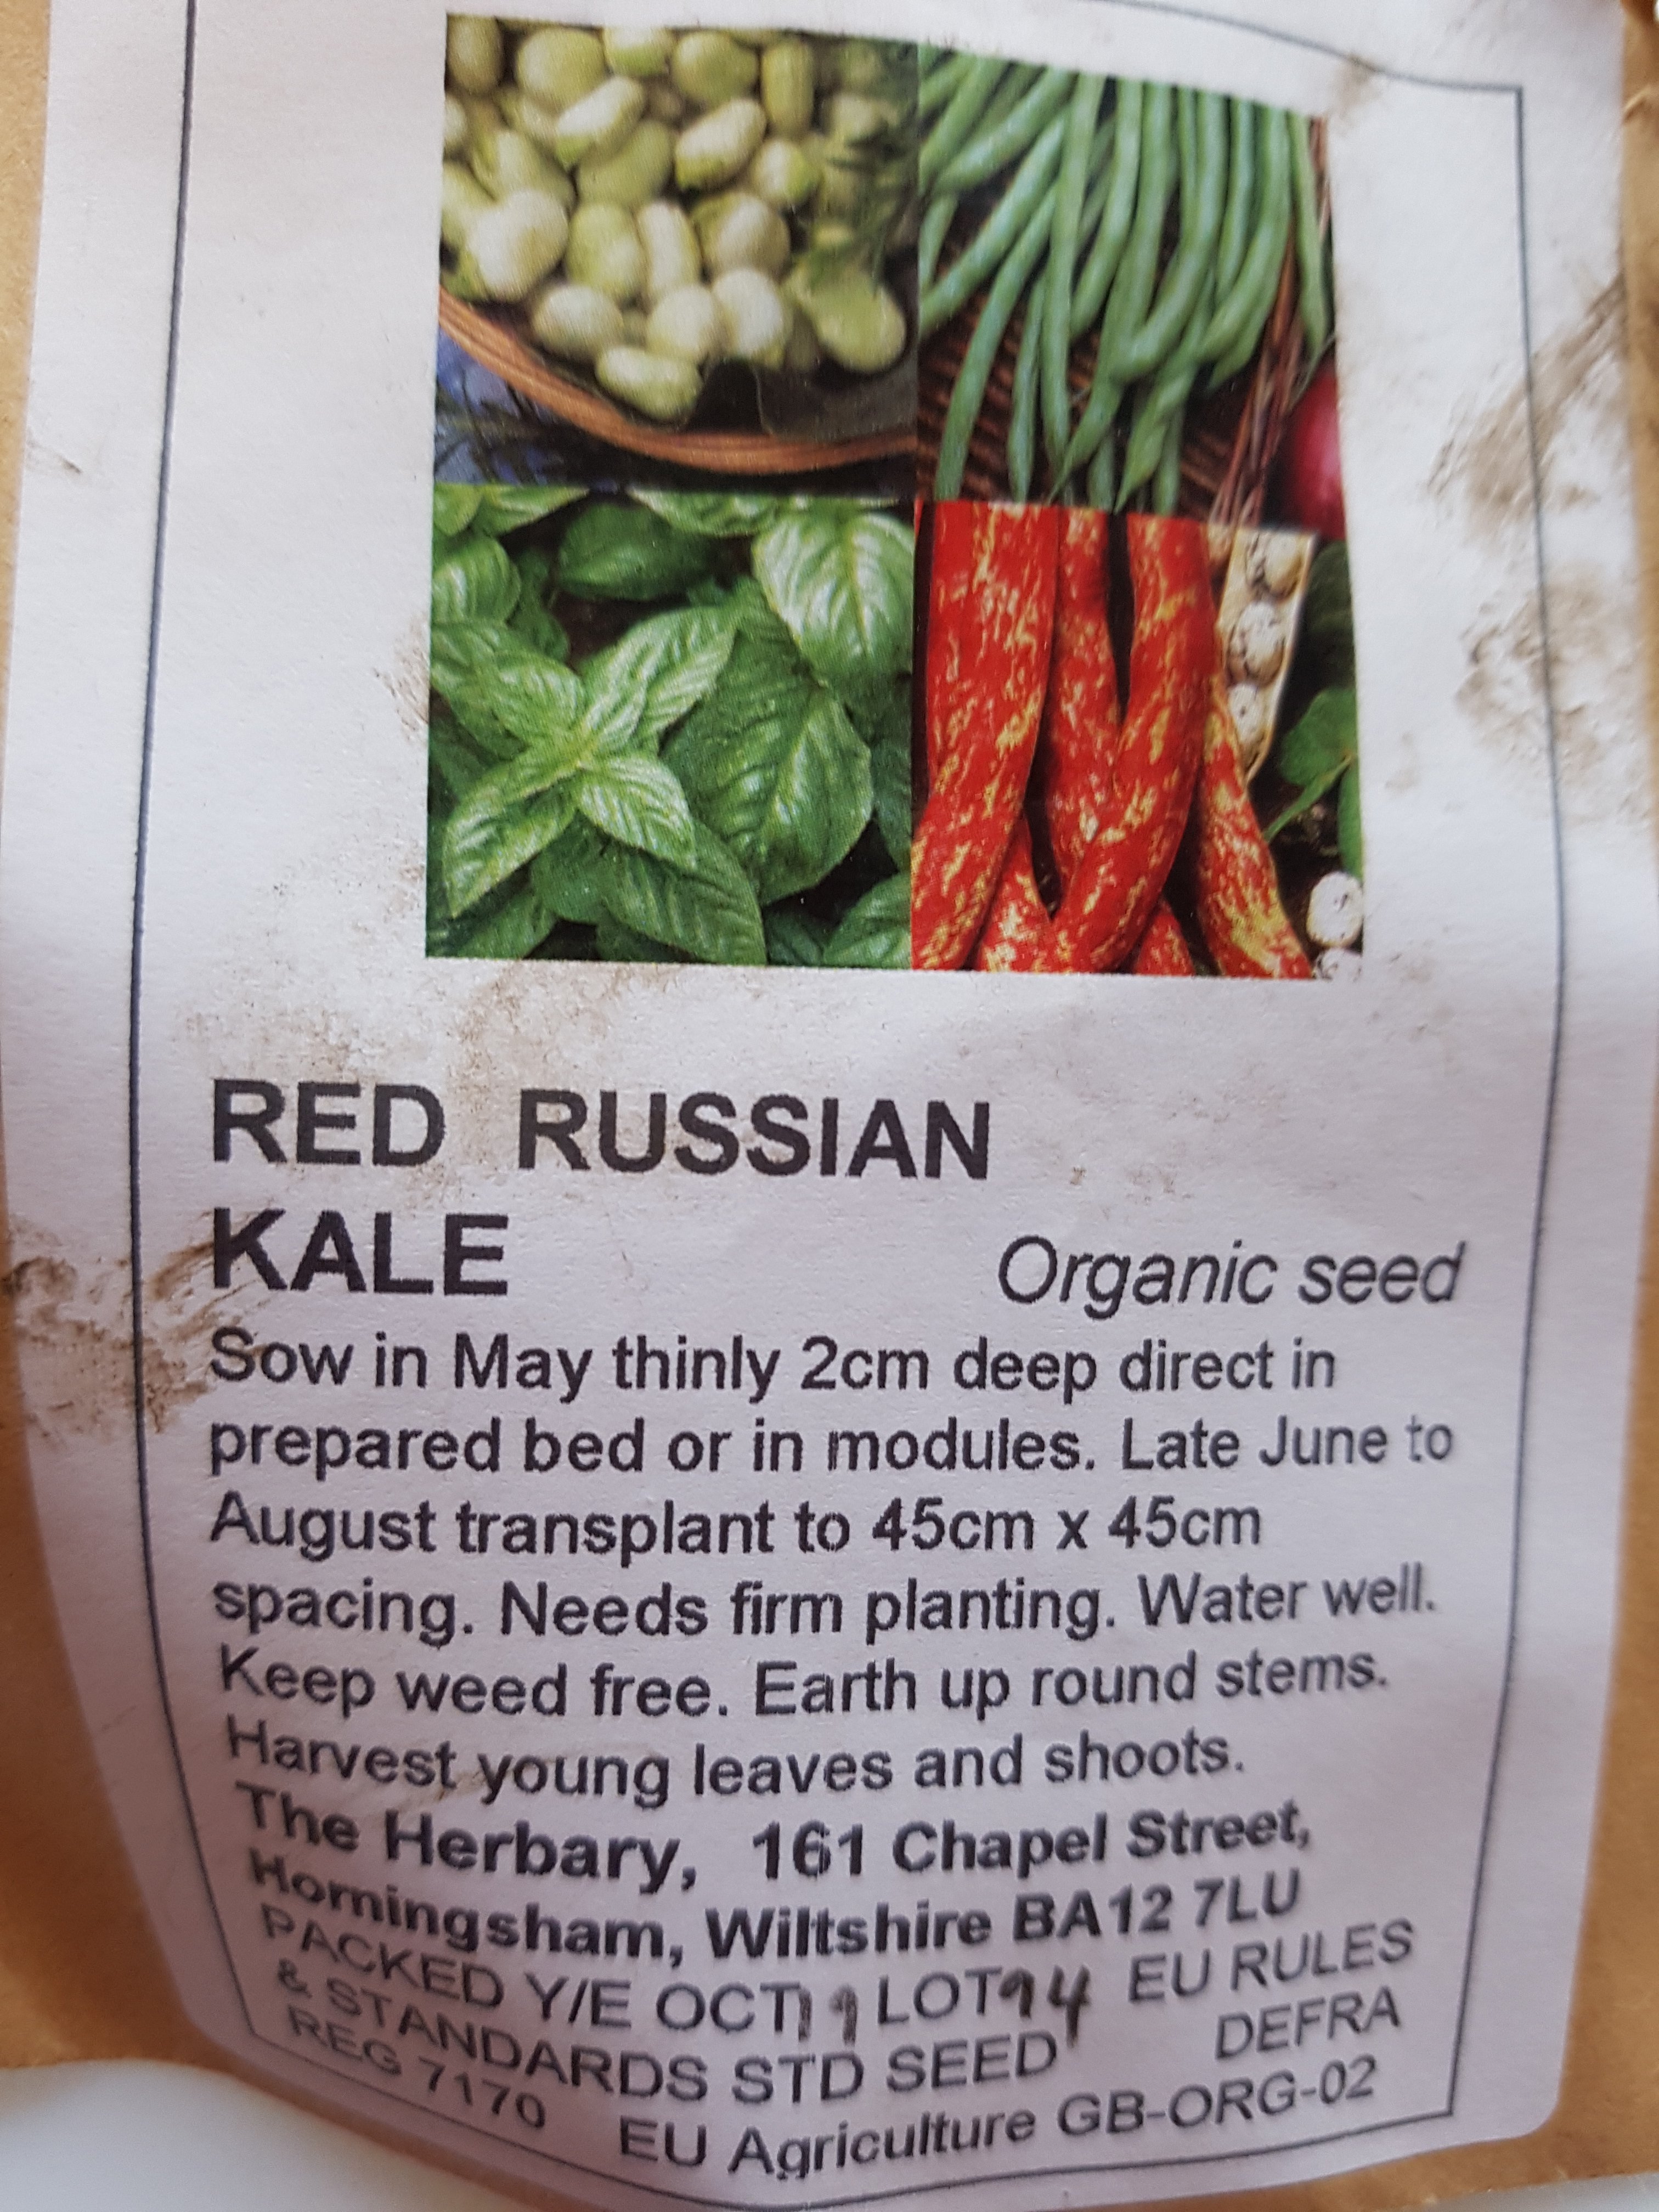 RED RUSSIAN
KALE Organic seed
Sow in May thinly 2cm deep direct in
prepared bed or in modules. Late June to
August transplant to 45cm x 45cm
spacing. Needs firm planting. Water well.
Keep weed free. Earth up round stems.
Harvest young leaves and shoots.
The Herbary, 161 Chapel Street,
Horningsham, Wiltshire BA12 7LU
PACKED Y/E OCT 19 LOT 94 EU RULES
& STANDARDS STD SEED DEFRA
REG 7170 EU Agriculture GB-ORG-02